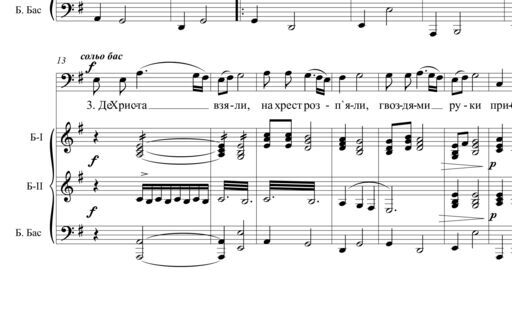 Б. Бас
13
сольо бас
f
3. Де Христа взя-ли, на хрест роз - п`я-ли, гвоз-дя-ми ру - ки при-
Б-I
f p
Б-II
f p
Б. Бас